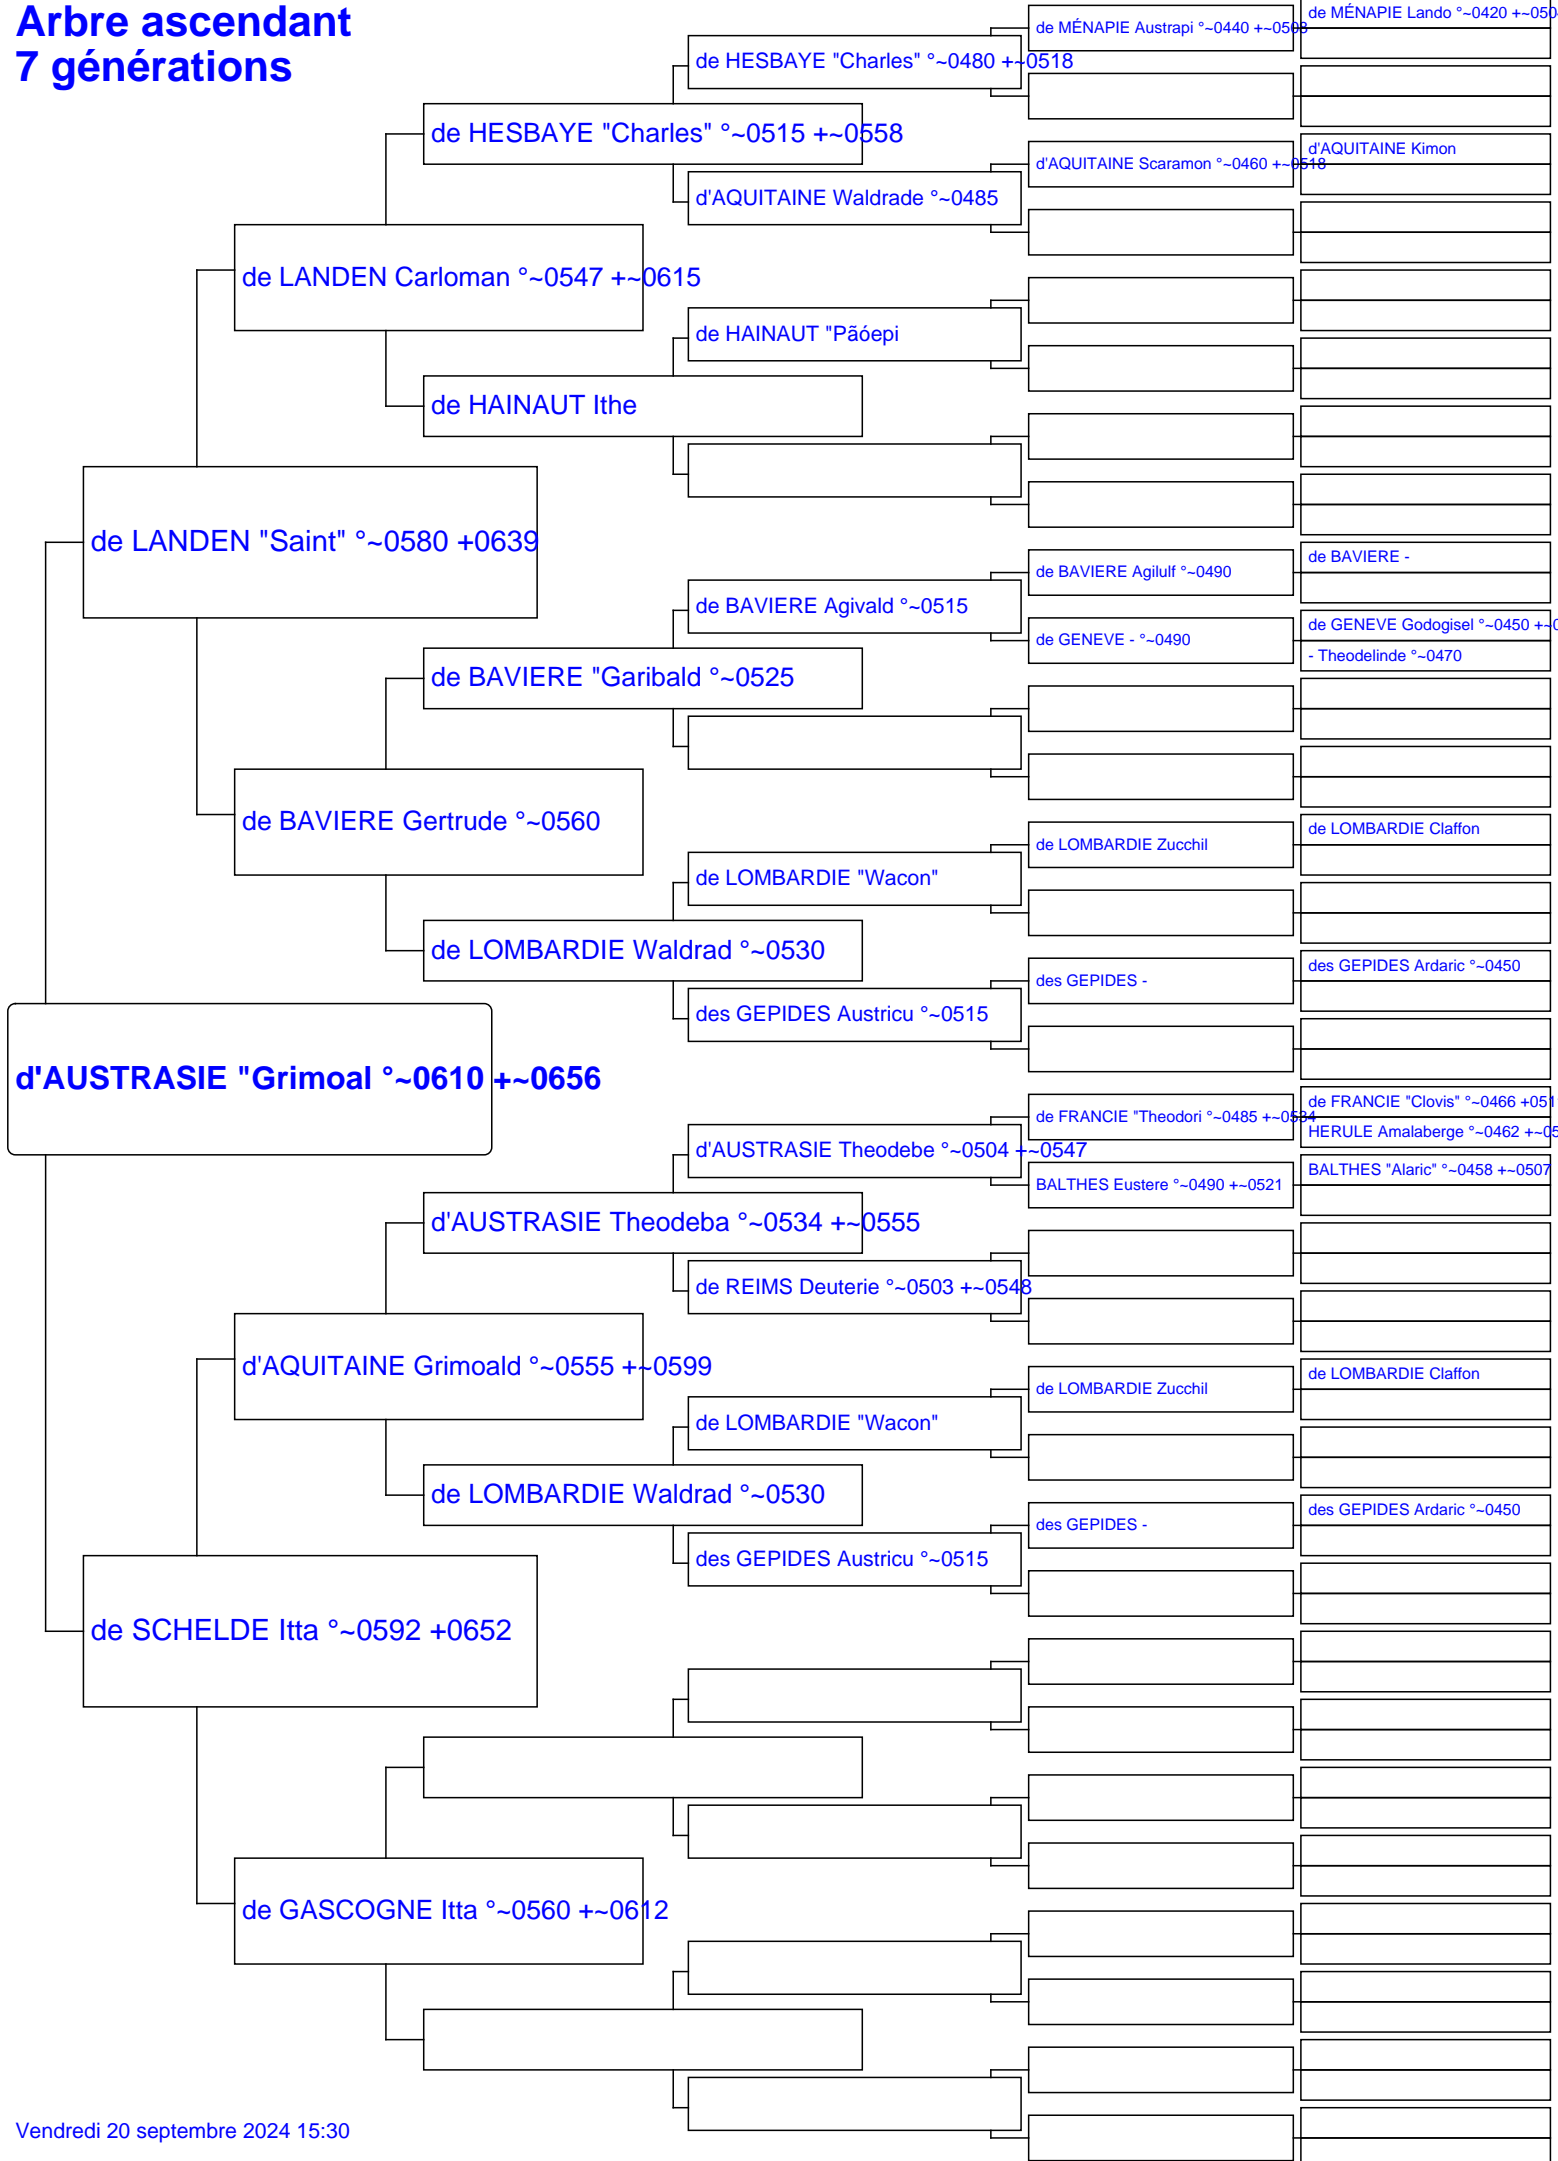 Arbre ascendant
7 générations
de MÉNAPIE Lando °~0420 +~050
de MÉNAPIE Austrapi °~0440 +~0508
de HESBAYE "Charles" °~0480 +~0518
de HESBAYE "Charles" °~0515 +~0558
d'AQUITAINE Kimon
d'AQUITAINE Scaramon °~0460 +~0518
d'AQUITAINE Waldrade °~0485
de LANDEN Carloman °~0547 +~0615
de HAINAUT "Pãóepi
de HAINAUT Ithe
de LANDEN "Saint" °~0580 +0639
de BAVIERE -
de BAVIERE Agilulf °~0490
de BAVIERE Agivald °~0515
de GENEVE Godogisel °~0450 +~0
de GENEVE - °~0490
- Theodelinde °~0470
de BAVIERE "Garibald °~0525
de BAVIERE Gertrude °~0560
de LOMBARDIE Claffon
de LOMBARDIE Zucchil
de LOMBARDIE "Wacon"
de LOMBARDIE Waldrad °~0530
des GEPIDES Ardaric °~0450
des GEPIDES -
des GEPIDES Austricu °~0515
d'AUSTRASIE "Grimoal °~0610 +~0656
de FRANCIE "Clovis" °~0466 +051
de FRANCIE "Theodori °~0485 +~0534
HERULE Amalaberge °~0462 +~05
d'AUSTRASIE Theodebe °~0504 +~0547
BALTHES "Alaric" °~0458 +~0507
BALTHES Eustere °~0490 +~0521
d'AUSTRASIE Theodeba °~0534 +~0555
de REIMS Deuterie °~0503 +~0548
d'AQUITAINE Grimoald °~0555 +~0599
de LOMBARDIE Claffon
de LOMBARDIE Zucchil
de LOMBARDIE "Wacon"
de LOMBARDIE Waldrad °~0530
des GEPIDES Ardaric °~0450
des GEPIDES -
des GEPIDES Austricu °~0515
de SCHELDE Itta °~0592 +0652
de GASCOGNE Itta °~0560 +~0612
Vendredi 20 septembre 2024 15:30